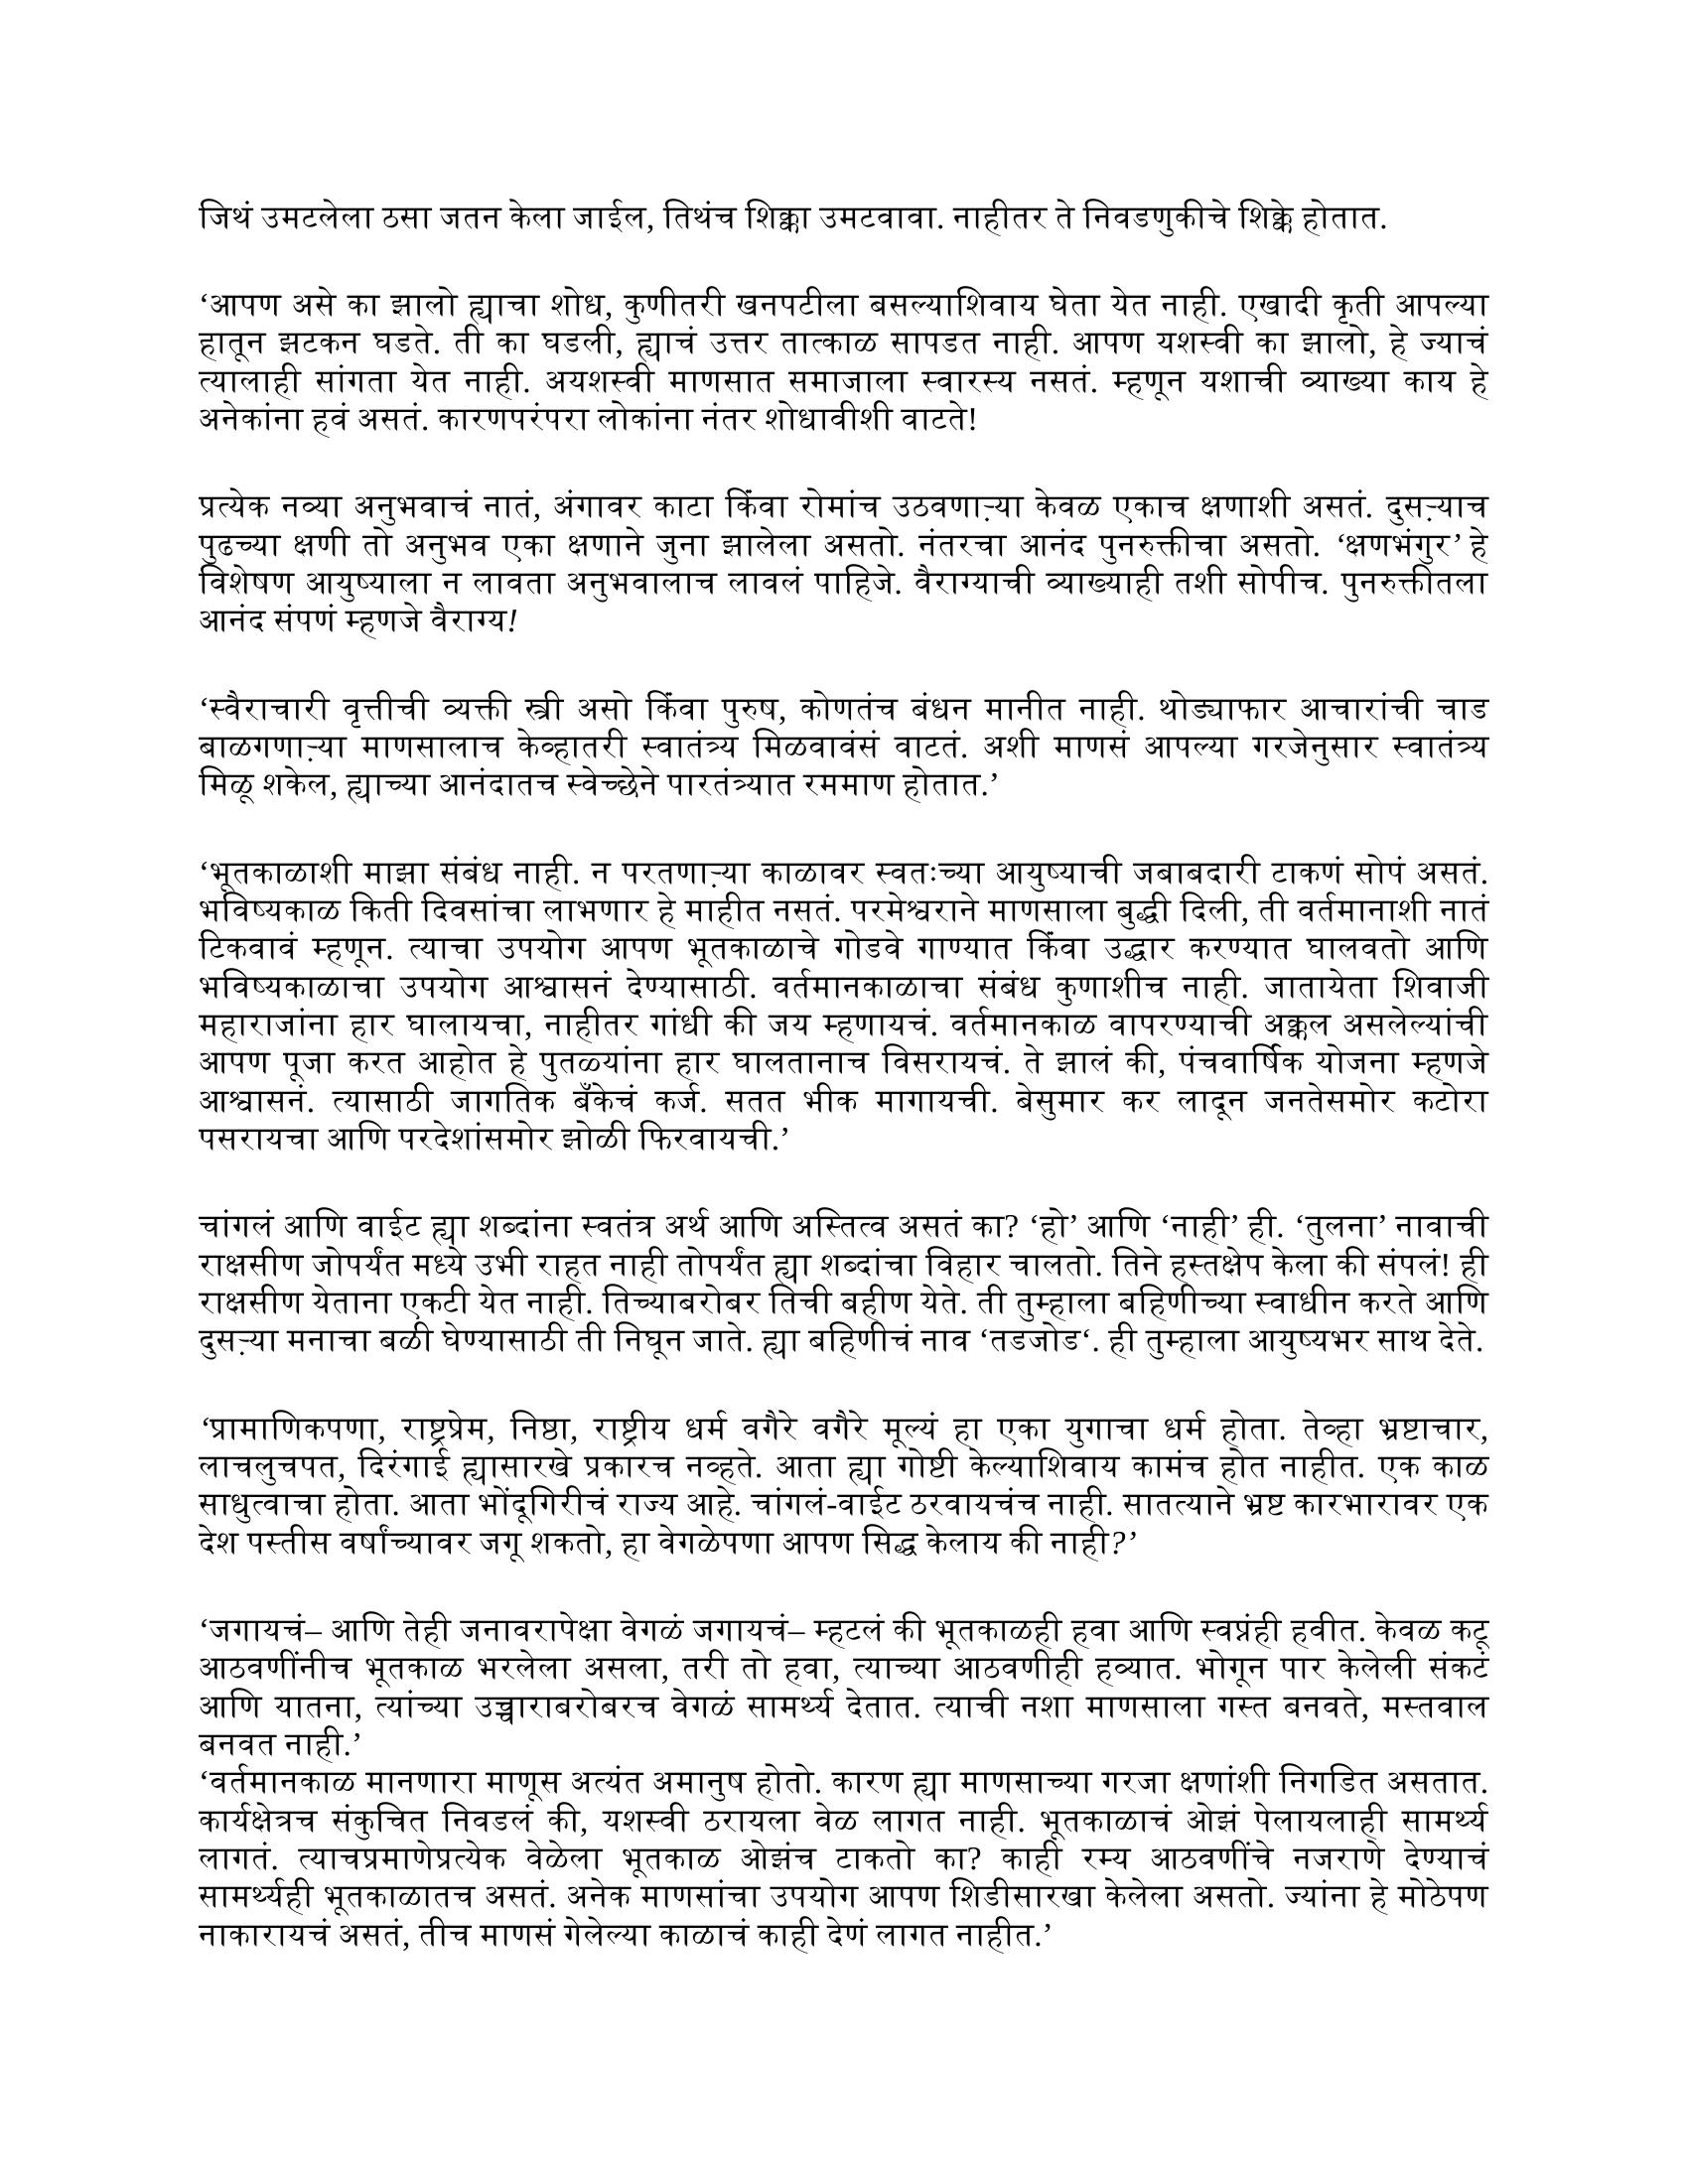 जिथं उमटलेला ठसा जतन केला जाईल, तिथंच शिक्का उमटवावा. नाहीतर ते निवडणुकीचे शिक्के होतात.
‘आपण असे का झालो ह्याचा शोध, कुणीतरी खनपटीला बसल्याशिवाय घेता येत नाही. एखादी कृती आपल्या
हातून झटकन घडते. ती का घडली, ह्याचं उत्तर तात्काळ सापडत नाही. आपण यशस्वी का झालो, हे ज्याचं
त्यालाही सांगता येत नाही. अयशस्वी माणसात समाजाला स्वारस्य नसतं. म्हणून यशाची व्याख्या काय हे
अनेकांना हवं असतं. कारणपरंपरा लोकांना नंतर शोधावीशी वाटते!
प्रत्येक नव्या अनुभवाचं नातं, अंगावर काटा किंवा रोमांच उठवणाऱ्या केवळ एकाच क्षणाशी असतं. दुसऱ्याच
पुढच्या क्षणी तो अनुभव एका क्षणाने जुना झालेला असतो. नंतरचा आनंद पुनरुक्तीचा असतो. ‘क्षणभंगुर’ हे
विशेषण आयुष्याला न लावता अनुभवालाच लावलं पाहिजे. वैराग्याची व्याख्याही तशी सोपीच. पुनरुक्तीतला
आनंद संपणं म्हणजे वैराग्य!
‘स्वैराचारी वृत्तीची व्यक्ती स्त्री असो किंवा पुरुष, कोणतंच बंधन मानीत नाही. थोड्याफार आचारांची चाड
बाळगणाऱ्या माणसालाच केव्हातरी स्वातंत्र्य मिळवावंसं वाटतं. अशी माणसं आपल्या गरजेनुसार स्वातंत्र्य
मिळू शकेल, ह्याच्या आनंदातच स्वेच्छेने पारतंत्र्यात रममाण होतात.’
‘भूतकाळाशी माझा संबंध नाही. न परतणाऱ्या काळावर स्वतःच्या आयुष्याची जबाबदारी टाकणं सोपं असतं.
भविष्यकाळ किती दिवसांचा लाभणार हे माहीत नसतं. परमेश्वराने माणसाला बुद्धी दिली, ती वर्तमानाशी नातं
टिकवावं म्हणून. त्याचा उपयोग आपण भूतकाळाचे गोडवे गाण्यात किंवा उद्धार करण्यात घालवतो आणि
भविष्यकाळाचा उपयोग आश्वासनं देण्यासाठी. वर्तमानकाळाचा संबंध कुणाशीच नाही. जातायेता शिवाजी
महाराजांना हार घालायचा, नाहीतर गांधी की जय म्हणायचं. वर्तमानकाळ वापरण्याची अक्कल असलेल्यांची
आपण पूजा करत आहोत हे पुतळ्यांना हार घालतानाच विसरायचं. ते झालं की, पंचवार्षिक योजना म्हणजे
आश्वासनं. त्यासाठी जागतिक बँकेचं कर्ज. सतत भीक मागायची. बेसुमार कर लादून जनतेसमोर कटोरा
पसरायचा आणि परदेशांसमोर झोळी फिरवायची.’
चांगलं आणि वाईट ह्या शब्दांना स्वतंत्र अर्थ आणि अस्तित्व असतं का? ‘हो’ आणि ‘नाही’ ही. ‘तुलना’ नावाची
राक्षसीण जोपर्यंत मध्ये उभी राहत नाही तोपर्यंत ह्या शब्दांचा विहार चालतो. तिने हस्तक्षेप केला की संपलं! ही
राक्षसीण येताना एकटी येत नाही. तिच्याबरोबर तिची बहीण येते. ती तुम्हाला बहिणीच्या स्वाधीन करते आणि
दुसऱ्या मनाचा बळी घेण्यासाठी ती निघून जाते. ह्या बहिणीचं नाव ‘तडजोड‘. ही तुम्हाला आयुष्यभर साथ देते.
‘प्रामाणिकपणा, राष्ट्रप्रेम, निष्ठा, राष्ट्रीय धर्म वगैरे वगैरे मूल्यं हा एका युगाचा धर्म होता. तेव्हा भ्रष्टाचार,
लाचलुचपत, दिरंगाई ह्यासारखे प्रकारच नव्हते. आता ह्या गोष्टी केल्याशिवाय कामंच होत नाहीत. एक काळ
साधुत्वाचा होता. आता भोंदूगिरीचं राज्य आहे. चांगलं-वाईट ठरवायचंच नाही. सातत्याने भ्रष्ट कारभारावर एक
देश पस्तीस वर्षांच्यावर जगू शकतो, हा वेगळेपणा आपण सिद्ध केलाय की नाही?’
‘जगायचं– आणि तेही जनावरापेक्षा वेगळं जगायचं– म्हटलं की भूतकाळही हवा आणि स्वप्नंही हवीत. केवळ कटू
आठवणींनीच भूतकाळ भरलेला असला, तरी तो हवा, त्याच्या आठवणीही हव्यात. भोगून पार केलेली संकटं
आणि यातना, त्यांच्या उच्चाराबरोबरच वेगळं सामर्थ्य देतात. त्याची नशा माणसाला गस्त बनवते, मस्तवाल
बनवत नाही.’
‘वर्तमानकाळ मानणारा माणूस अत्यंत अमानुष होतो. कारण ह्या माणसाच्या गरजा क्षणांशी निगडित असतात.
कार्यक्षेत्रच संकुचित निवडलं की, यशस्वी ठरायला वेळ लागत नाही. भूतकाळाचं ओझं पेलायलाही सामर्थ्य
लागतं. त्याचप्रमाणेप्रत्येक वेळेला भूतकाळ ओझंच टाकतो का? काही रम्य आठवणींचे नजराणे देण्याचं
सामर्थ्यही भूतकाळातच असतं. अनेक माणसांचा उपयोग आपण शिडीसारखा केलेला असतो. ज्यांना हे मोठेपण
नाकारायचं असतं, तीच माणसं गेलेल्या काळाचं काही देणं लागत नाहीत.’